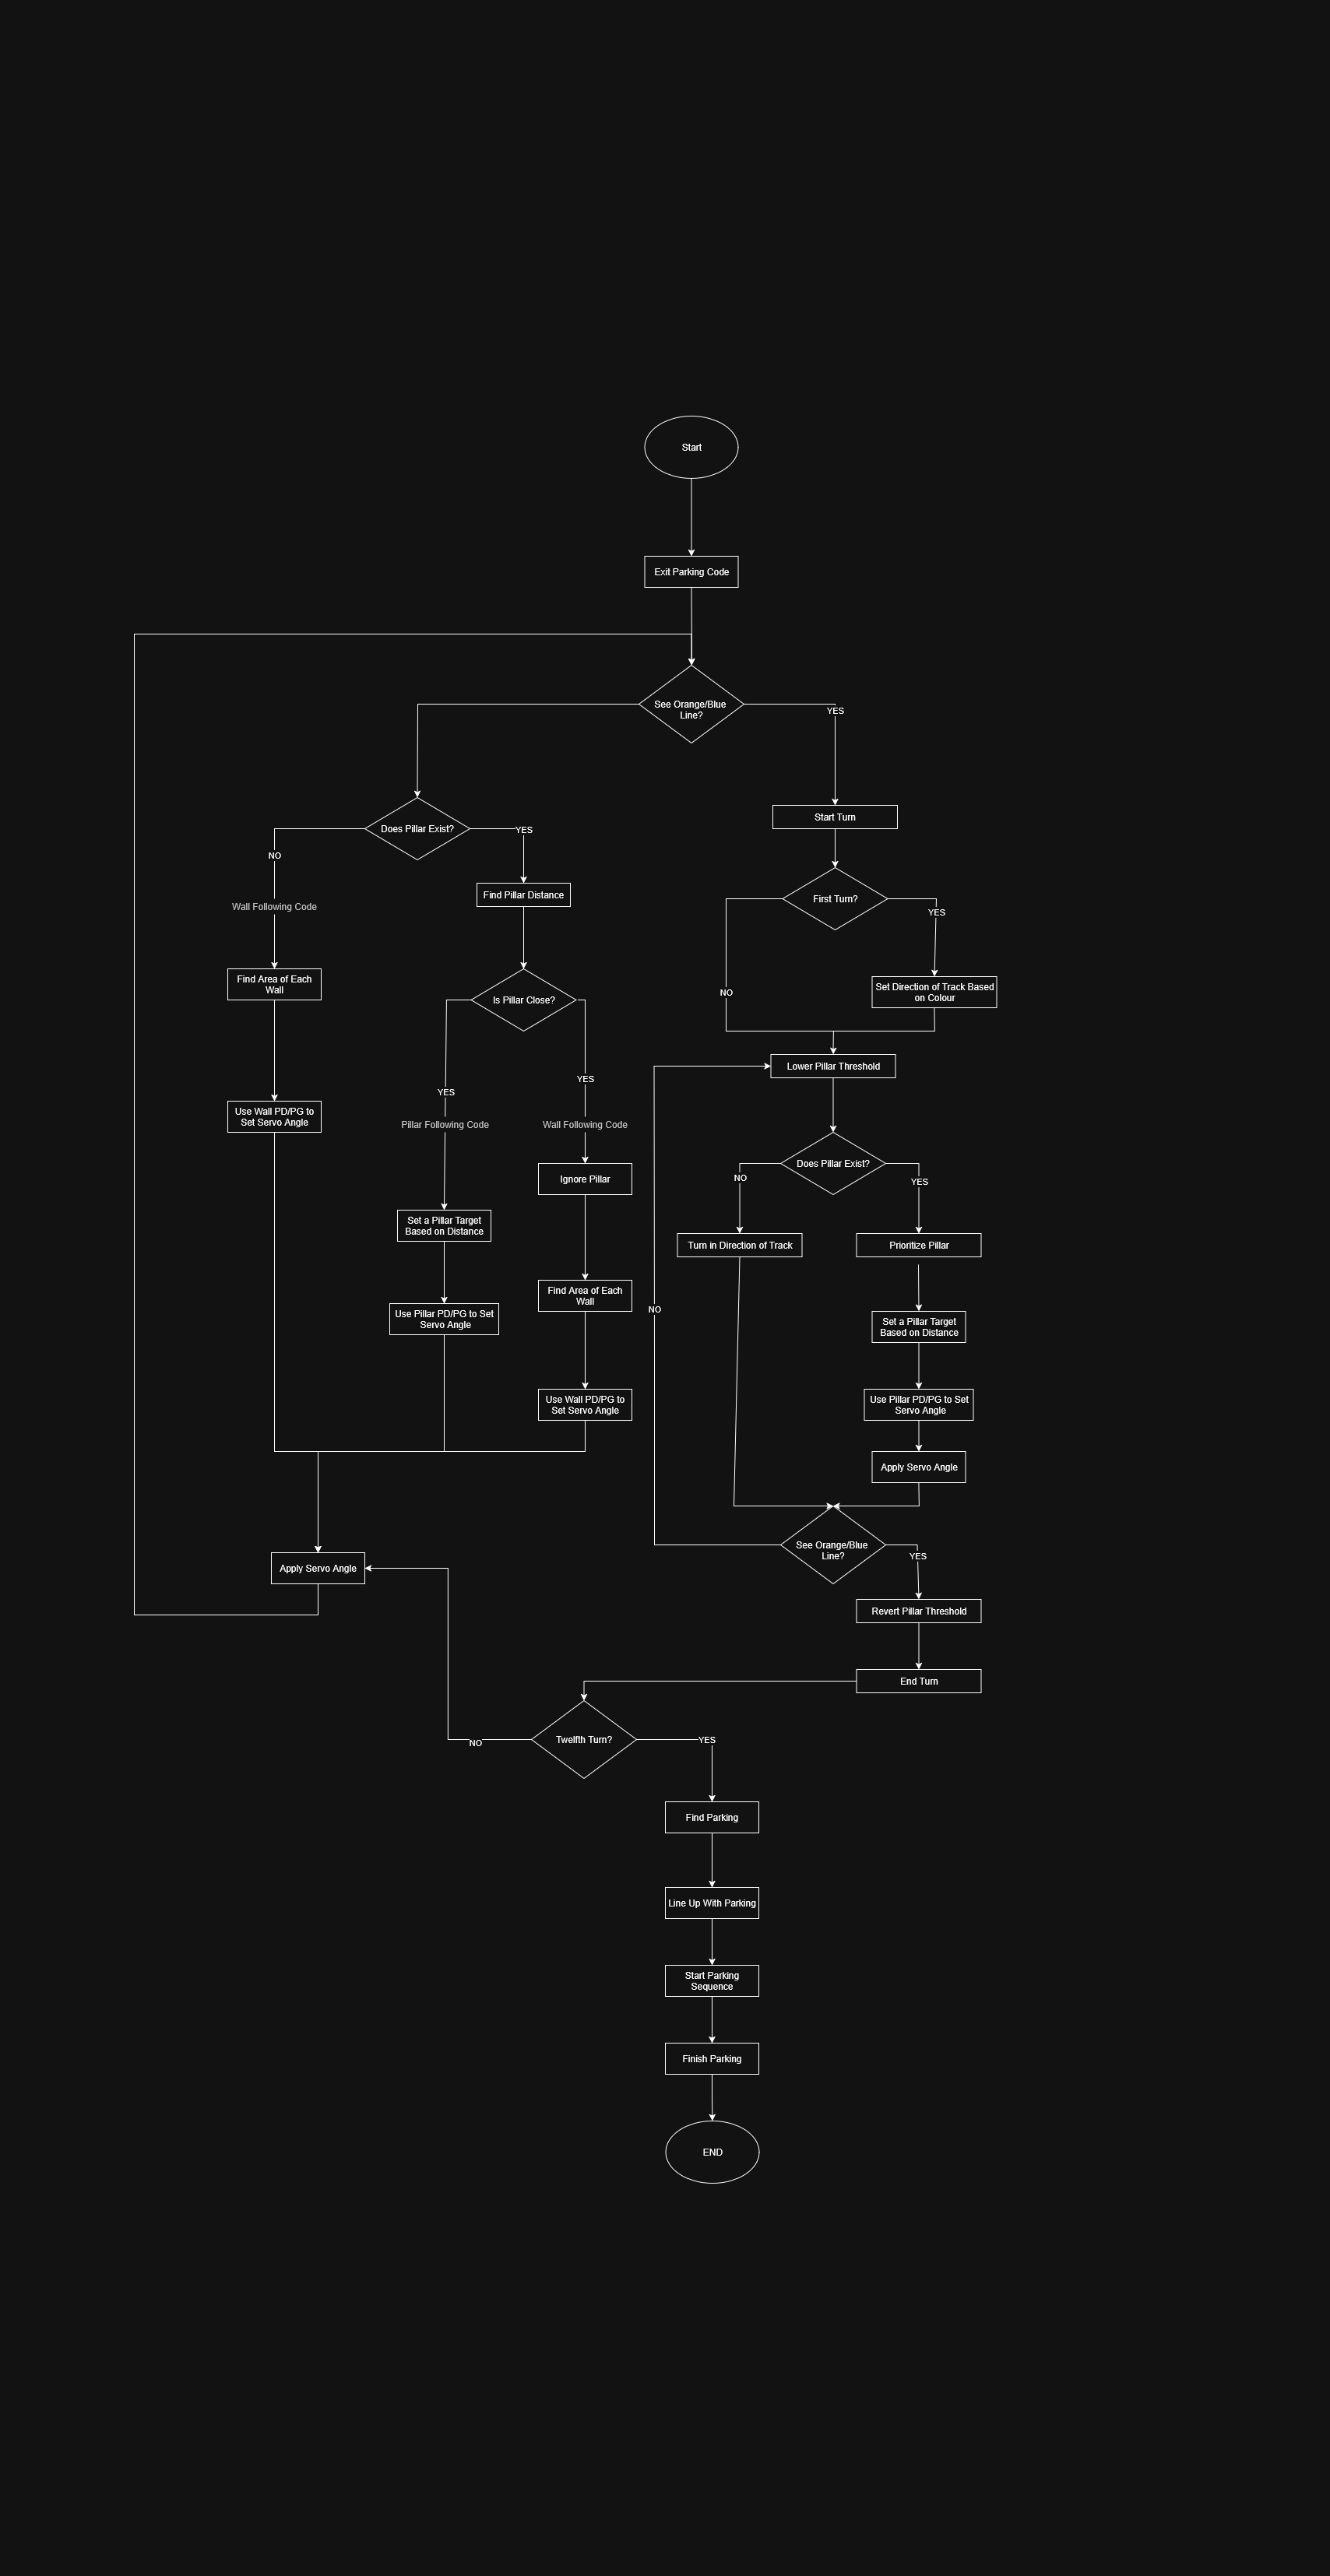 Start
Exit Parking Code
See Orange/Blue
Line?
YES
Does Pillar Exist?
YES
NO
Start Turn
Find Pillar Distance
Wall Following Code
First Turn?
YES
Find Area of Each
Wall
Is Pillar Close?
NO
Set Direction of Track Based
on Colour
Lower Pillar Threshold
YES
YES
Use Wall PD/PG to
Set Servo Angle
Pillar Following Code
Wall Following Code
Does Pillar Exist?
NO
YES
Ignore Pillar
Set a Pillar Target
Based on Distance
Turn in Direction of Track
Prioritize Pillar
Find Area of Each
Wall
NO
Use Pillar PD/PG to Set
Servo Angle
Set a Pillar Target
Based on Distance
Use Wall PD/PG to
Set Servo Angle
Use Pillar PD/PG to Set
Servo Angle
Apply Servo Angle
See Orange/Blue
Line?
YES
Apply Servo Angle
Revert Pillar Threshold
End Turn
Twelfth Turn?
NO
YES
Find Parking
Line Up With Parking
Start Parking
Sequence
Finish Parking
END